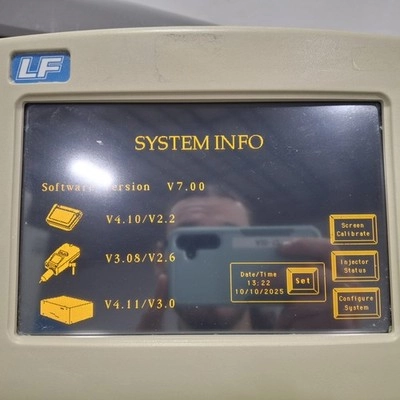 LF
SYSTEM INFO
Software Version V7.00
V4.10/V2.2
V3.08/V2.6
V4.11/V3.0
Screen
Calibrate
Injector
Status
Configure
System
Date/Time
13:22
10/10/2025
Set